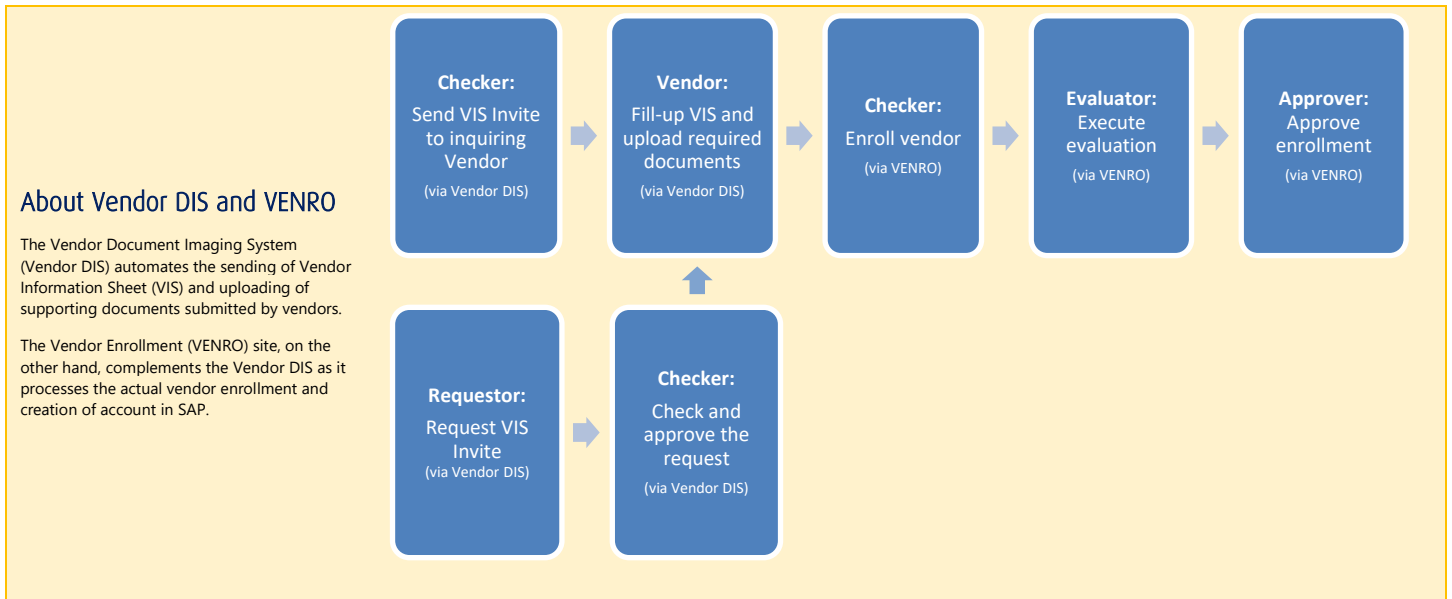 About Vendor DIS and VENRO
The Vendor Document Imaging System
(Vendor DIS) automates the sending of Vendor
Information Sheet (VIS) and uploading of
supporting documents submitted by vendors.
The Vendor Enrollment (VENRO) site, on the
other hand, complements the Vendor DIS as it
processes the actual vendor enrollment and
creation of account in SAP.
Checker:
Send VIS Invite
to inquiring
Vendor
(via Vendor DIS)
Vendor:
Fill-up VIS and
upload required
documents
(via Vendor DIS)
Checker:
Enroll vendor
(via VENRO)
Evaluator:
Execute
evaluation
(via VENRO)
Approver:
Approve
enrollment
(via VENRO)
Requestor:
Request VIS
Invite
(via Vendor DIS)
Checker:
Check and
approve the
request
(via Vendor DIS)